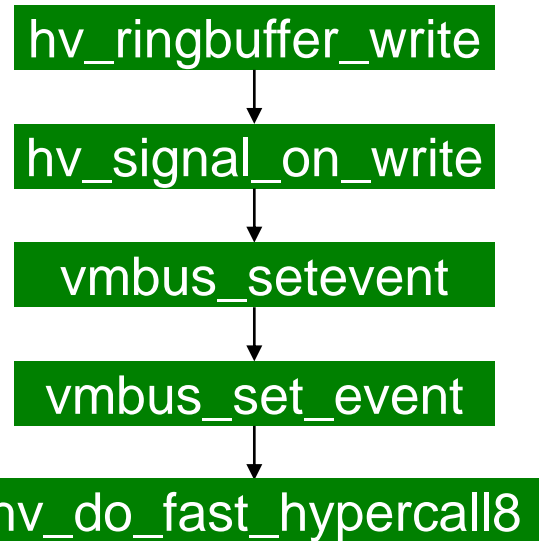 hv_ringbuffer_write
hv_signal_on_write
vmbus_setevent
vmbus_set_event
hv_do_fast_hypercall8